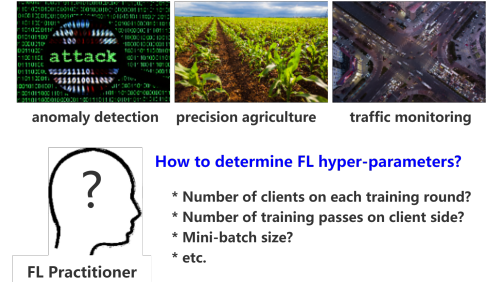 attack
anomaly detection precision agriculture traffic monitoring
How to determine FL hyper-parameters?
?
* Number of clients on each training round?
* Number of training passes on client side?
* Mini-batch size?
* etc.
FL Practitioner